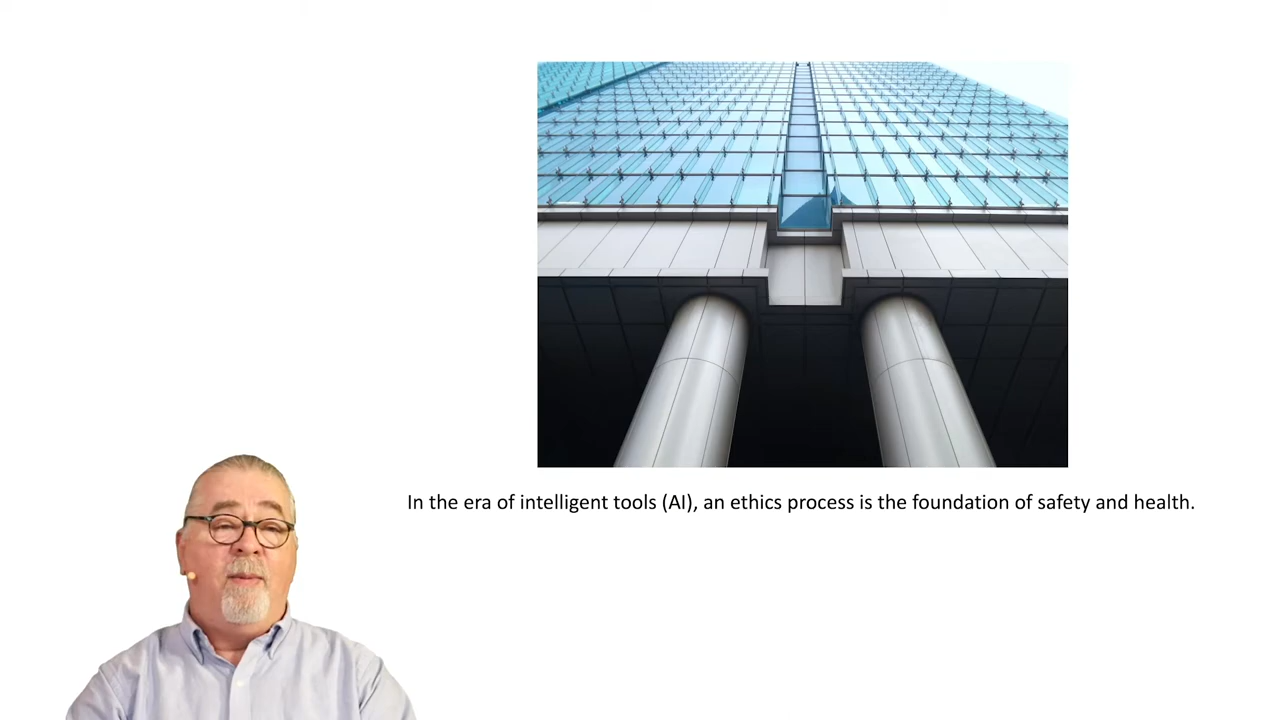 In the era of intelligent tools (AI), an ethics process is the foundation of safety and health.